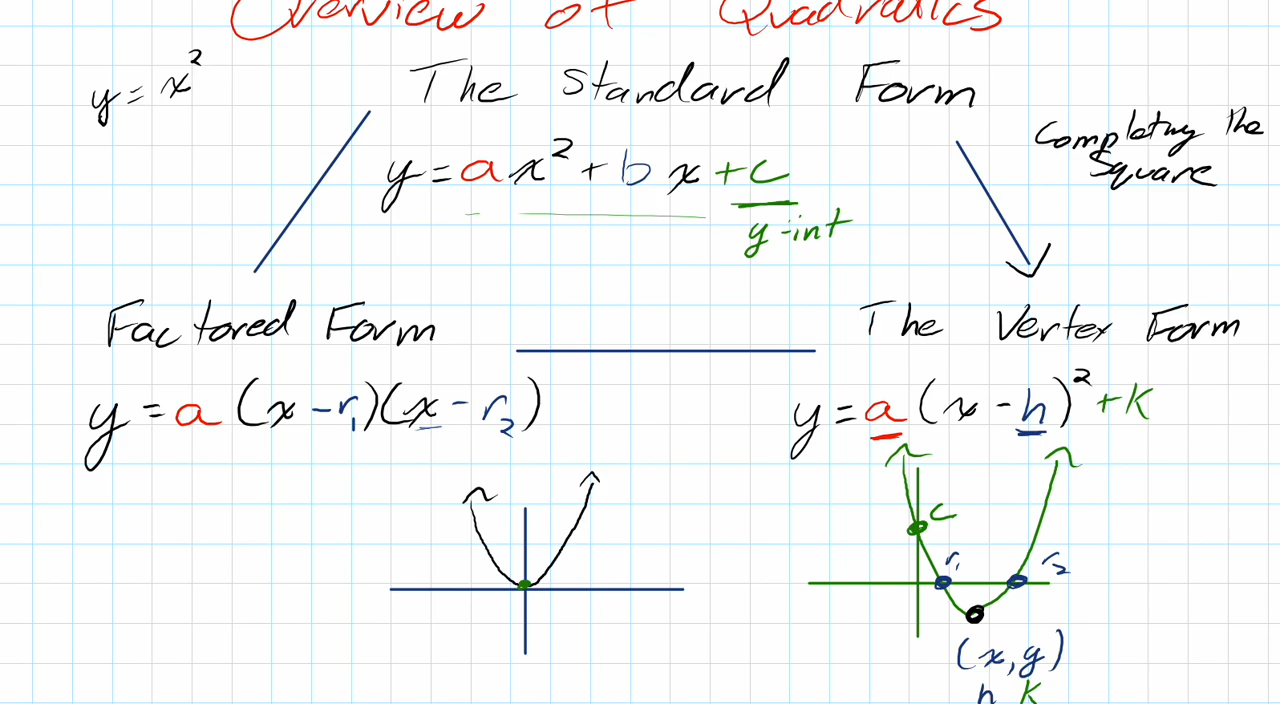 Overview of Quadratics
y = x²
The Standard Form
Completing the
Square
y = ax² + bx + c
y-int
Factored Form
The Vertex Form
y = a(x - r₁)(x - r₂)
y = a(x - h)² + k
c
r₁
r₂
(x, y)
h k